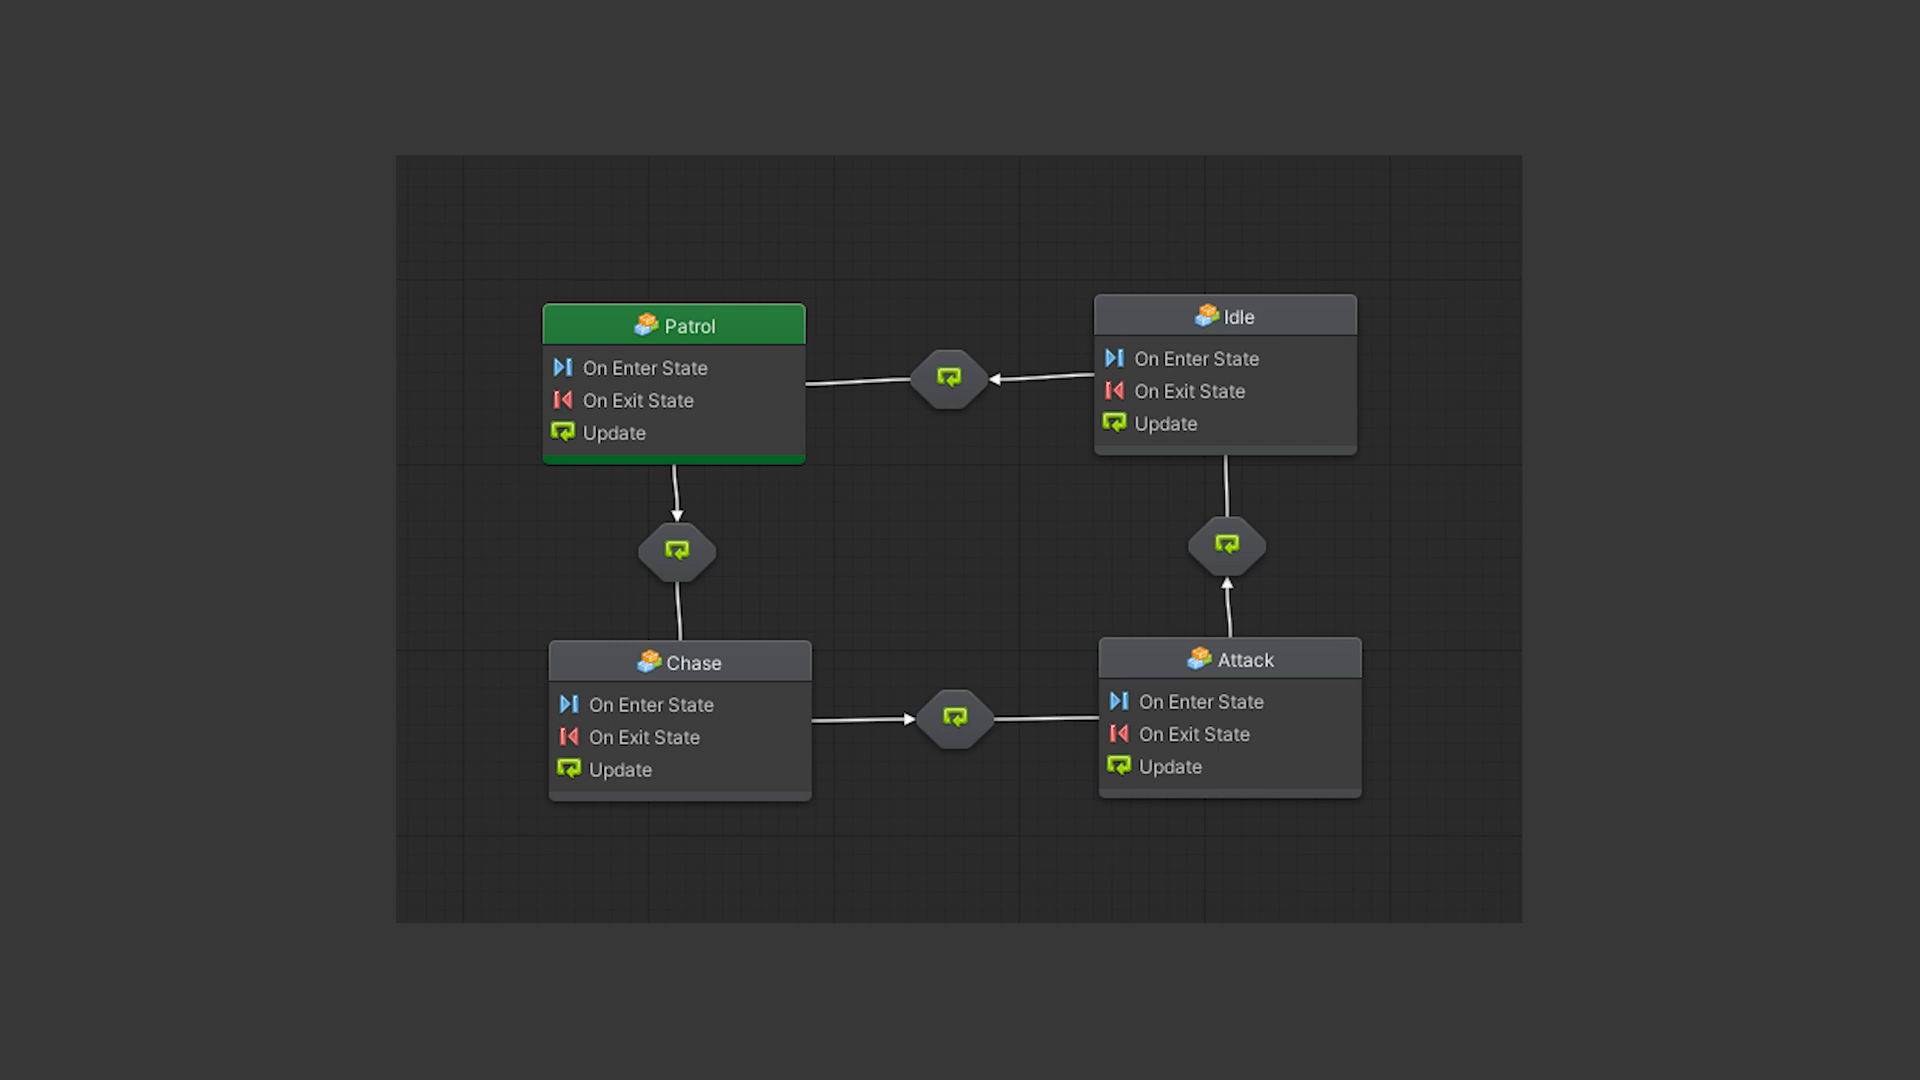 Patrol
On Enter State
On Exit State
Update
Idle
On Enter State
On Exit State
Update
Chase
On Enter State
On Exit State
Update
Attack
On Enter State
On Exit State
Update